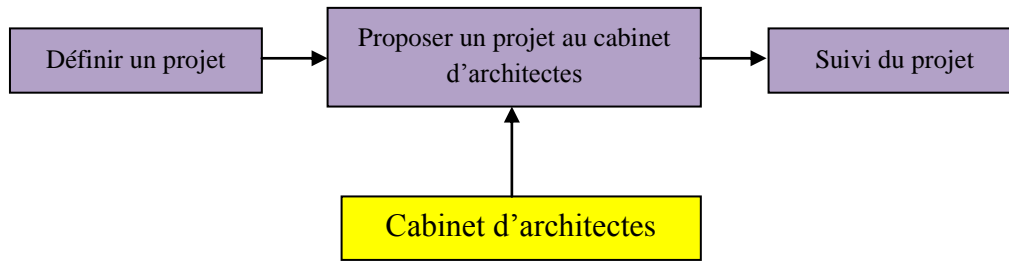 Définir un projet
Proposer un projet au cabinet
d’architectes
Suivi du projet
Cabinet d’architectes